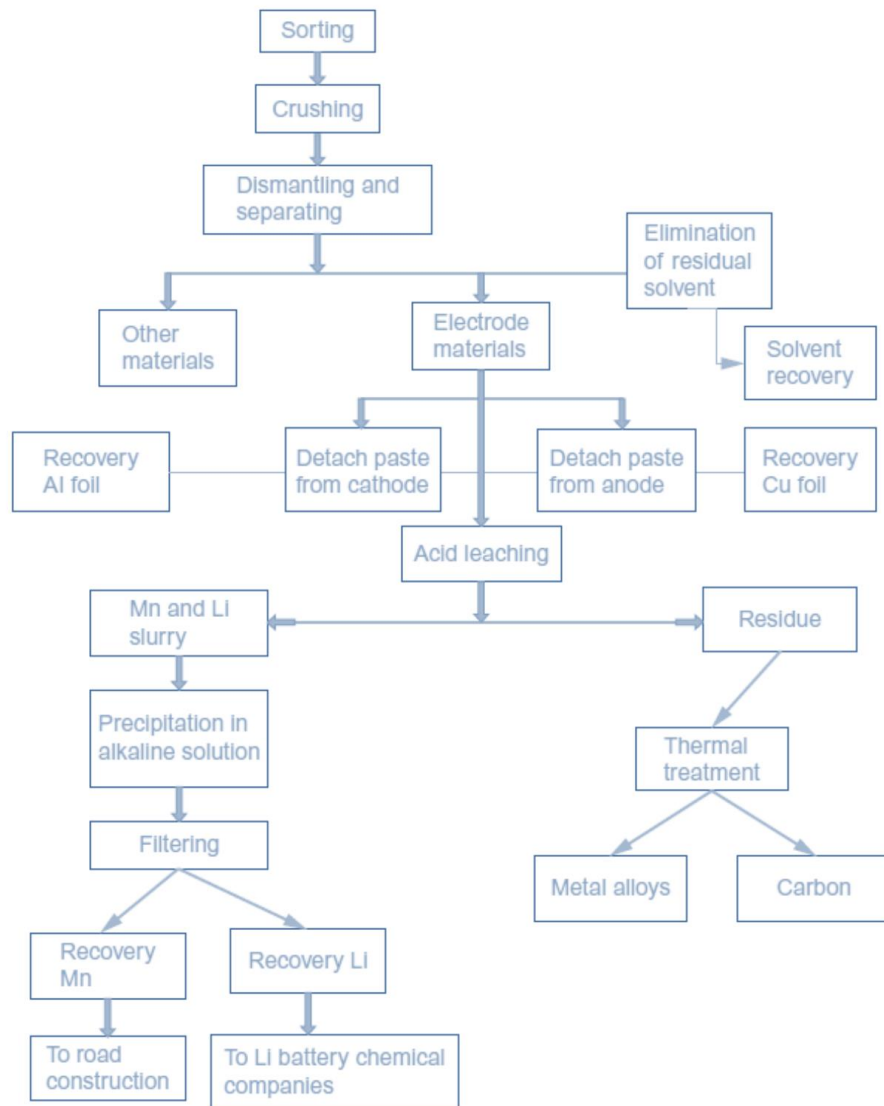 Sorting
Crushing
Dismantling and
separating
Elimination
of residual
solvent
Other
materials
Electrode
materials
Solvent
recovery
Recovery
Al foil
Detach paste
from cathode
Detach paste
from anode
Recovery
Cu foil
Acid leaching
Mn and Li
slurry
Residue
Precipitation in
alkaline solution
Thermal
treatment
Filtering
Metal alloys
Carbon
Recovery
Mn
Recovery Li
To road
construction
To Li battery chemical
companies